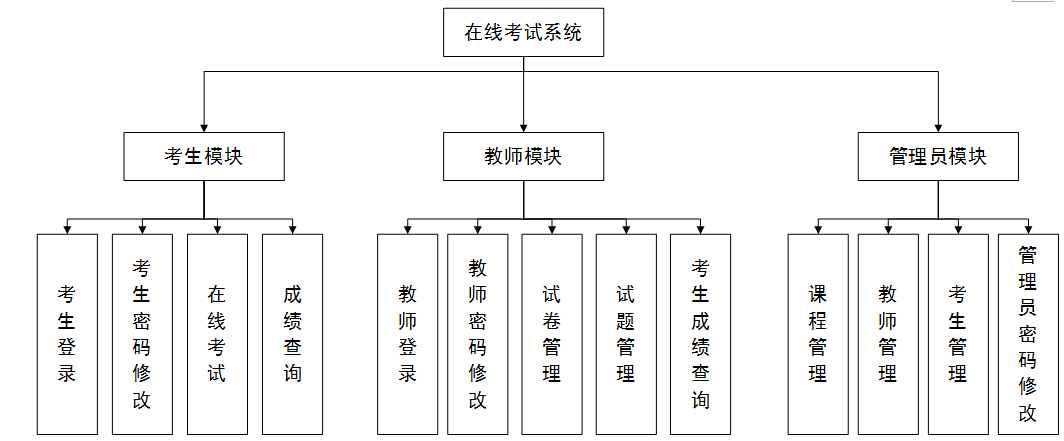 在线考试系统
考生模块
教师模块
管理员模块
考生登录
考生密码修改
在线考试
成绩查询
教师登录
教师密码修改
试卷管理
试题管理
考生成绩查询
课程管理
教师管理
考生管理
管理员密码修改